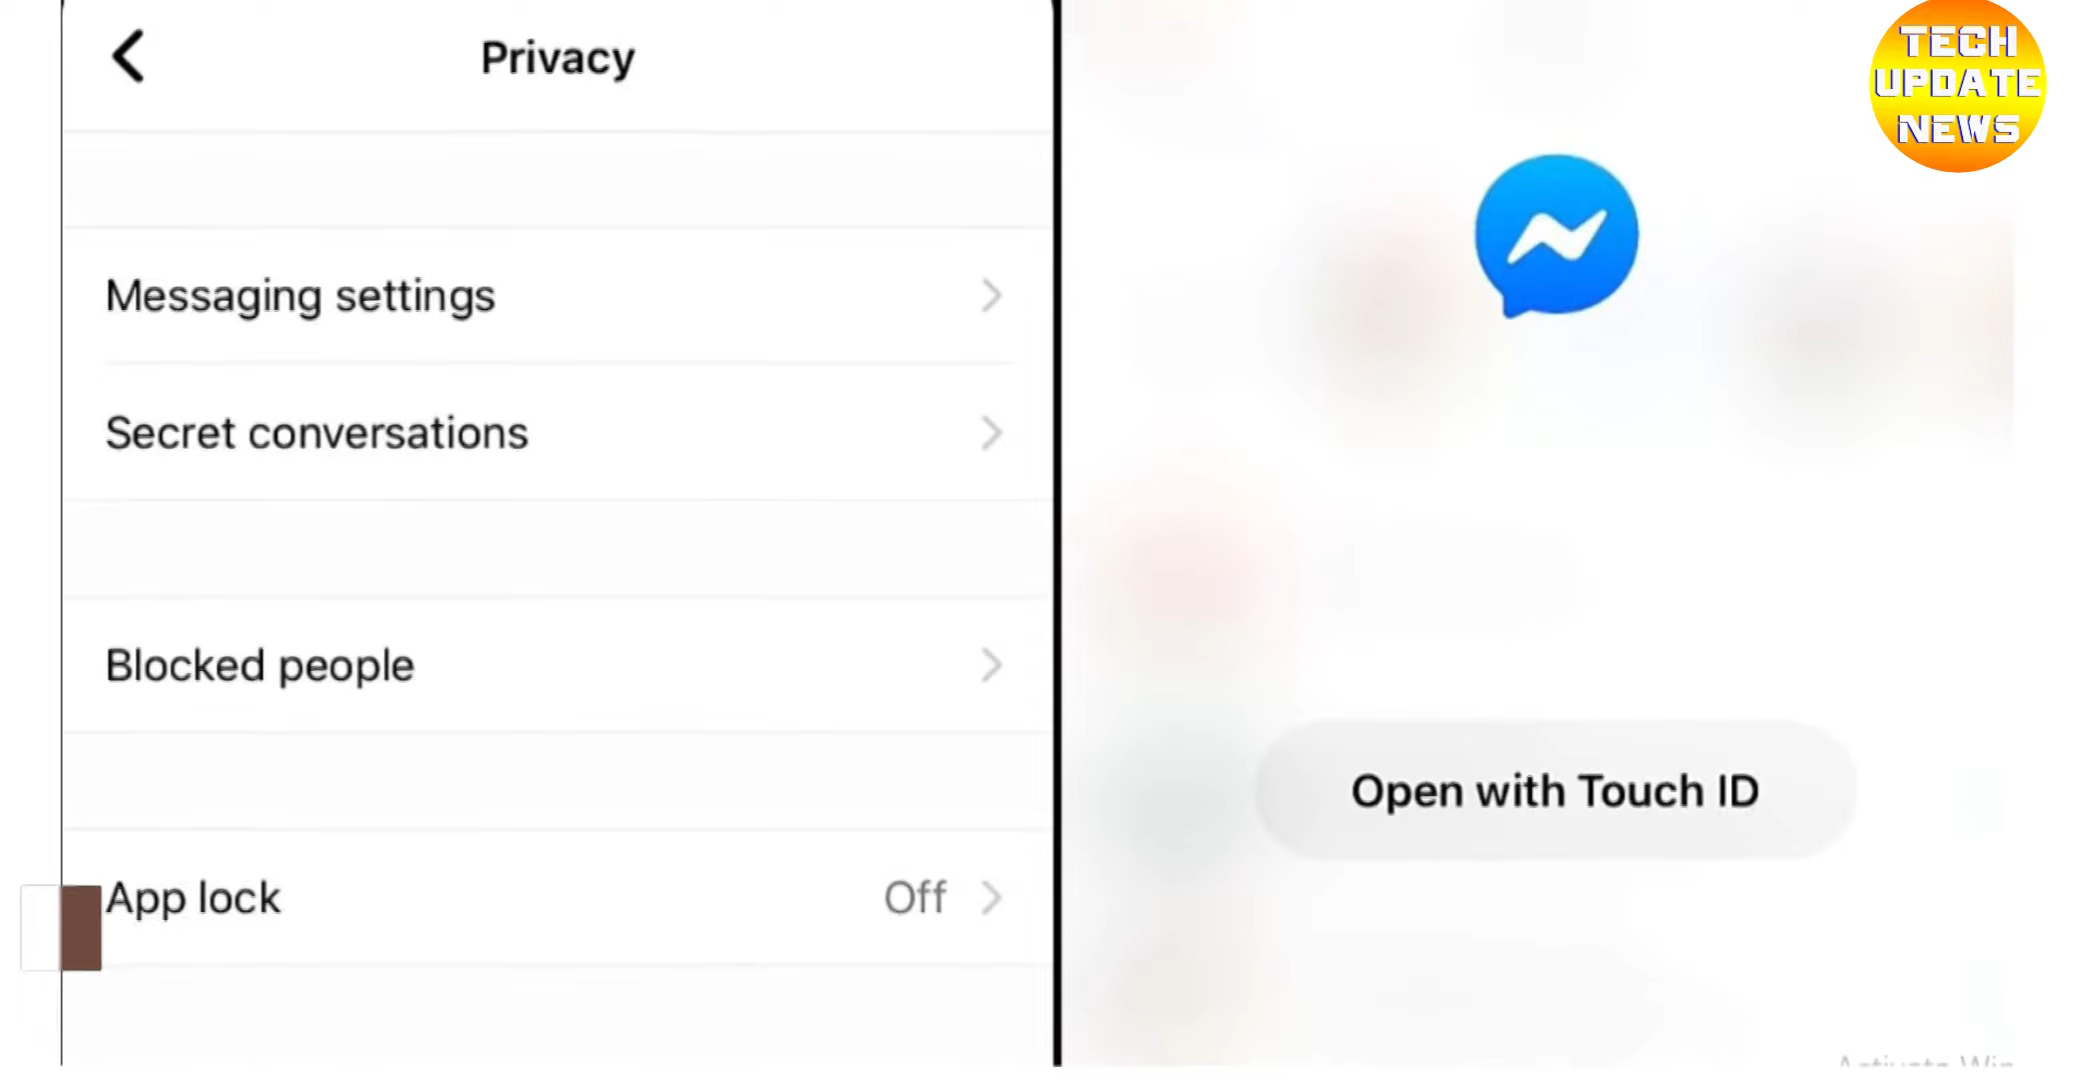 Privacy
Messaging settings
Secret conversations
Blocked people
App lock Off
TECH
UPDATE
NEWS
Open with Touch ID